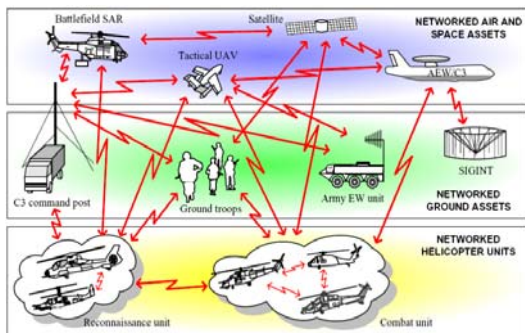 Battlefield SAR
Satellite
NETWORKED AIR AND
SPACE ASSETS
Tactical UAV
AEW/C3
SIGINT
C3 command post
Ground troops
Army EW unit
NETWORKED
GROUND ASSETS
NETWORKED
HELICOPTER UNITS
Reconnaissance unit
Combat unit